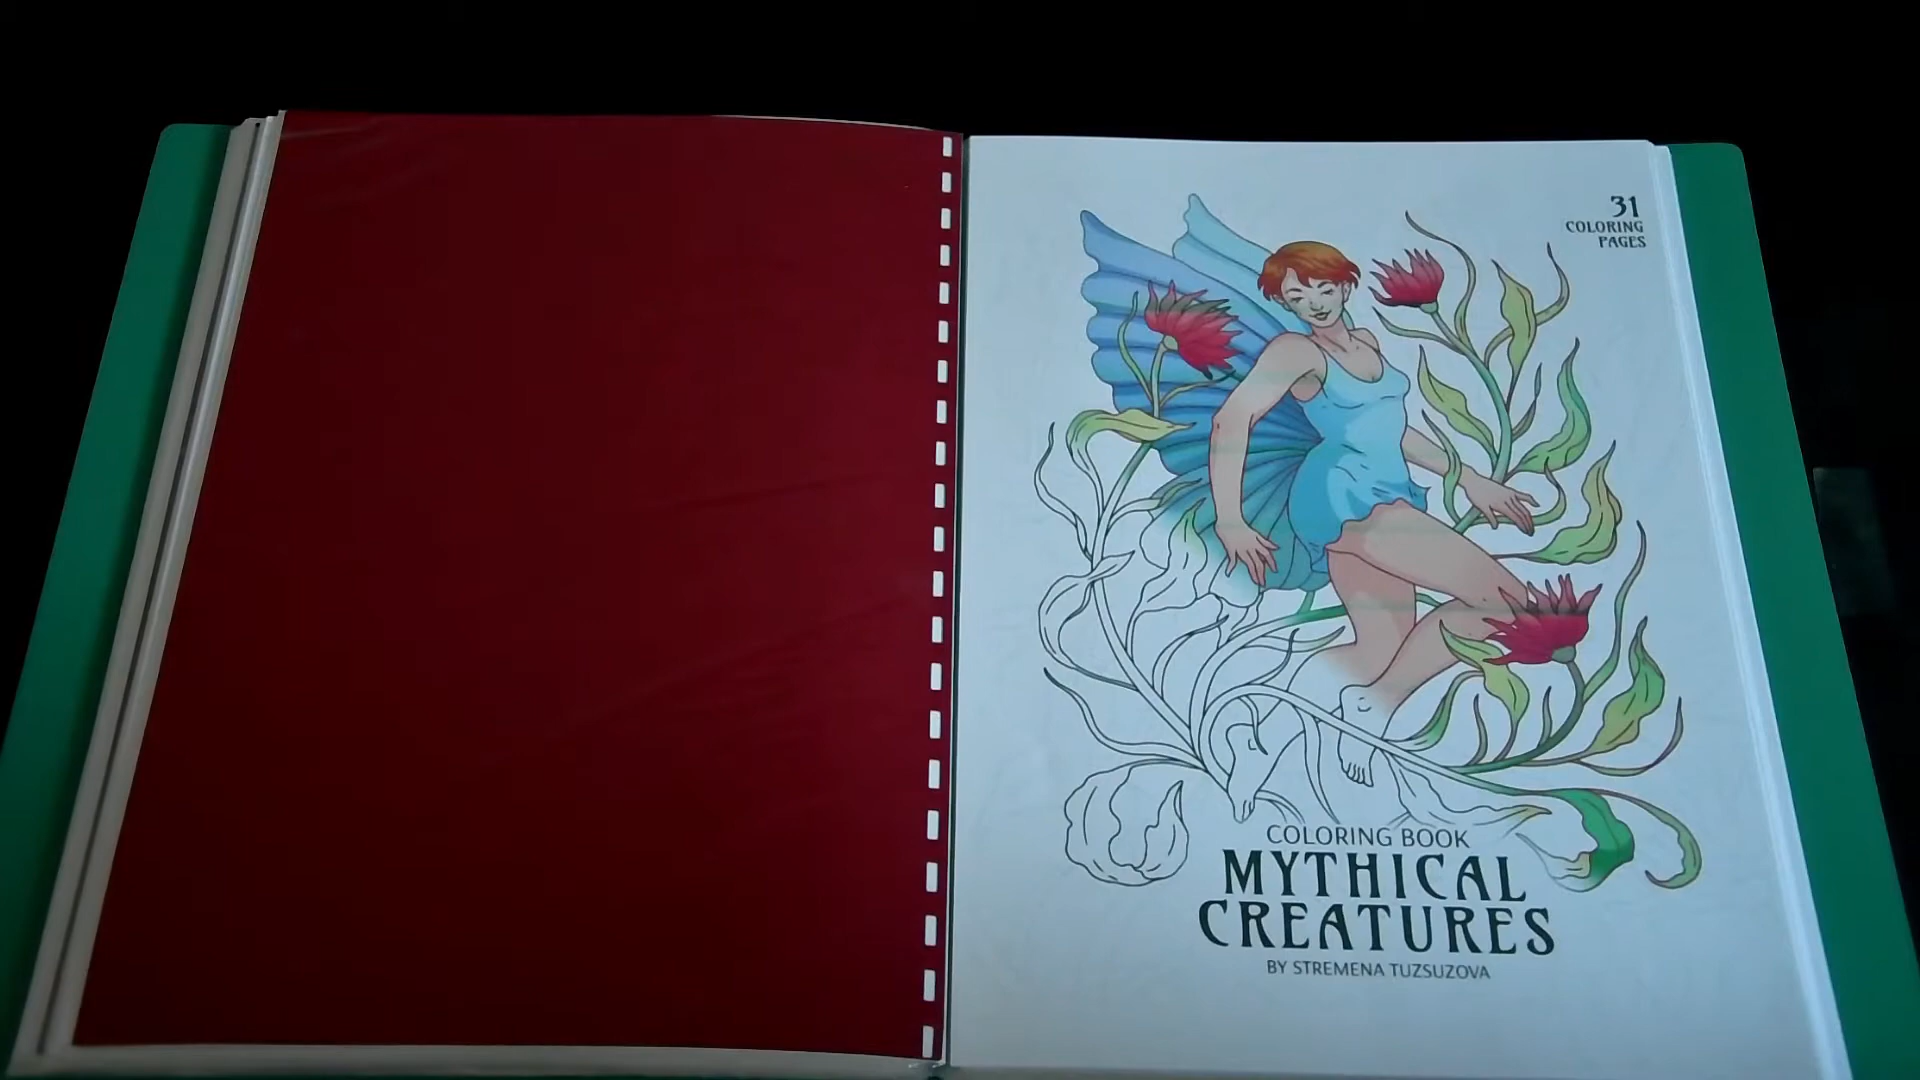 31
COLORING
PAGES
COLORING BOOK
MYTHICAL
CREATURES
BY STREMENA TUZSUZOVA